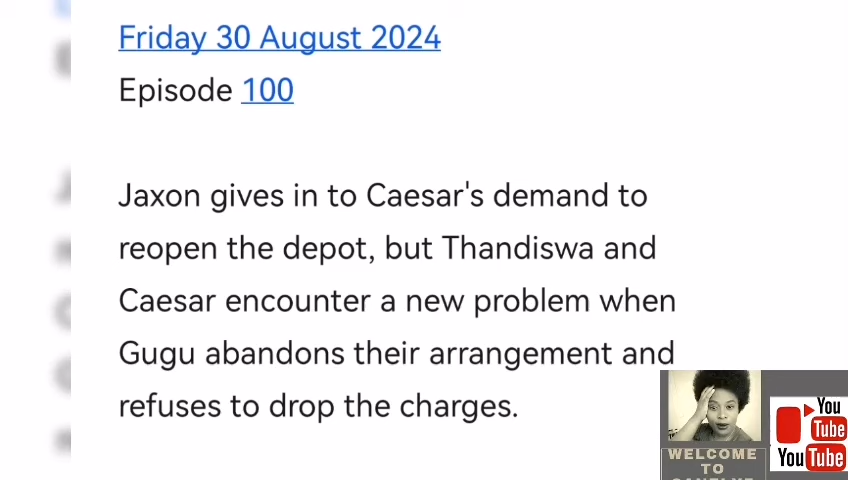 Friday 30 August 2024
Episode 100
Jaxon gives in to Caesar's demand to
reopen the depot, but Thandiswa and
Caesar encounter a new problem when
Gugu abandons their arrangement and
refuses to drop the charges.
You
Tube
YouTube
WELCOME
TO